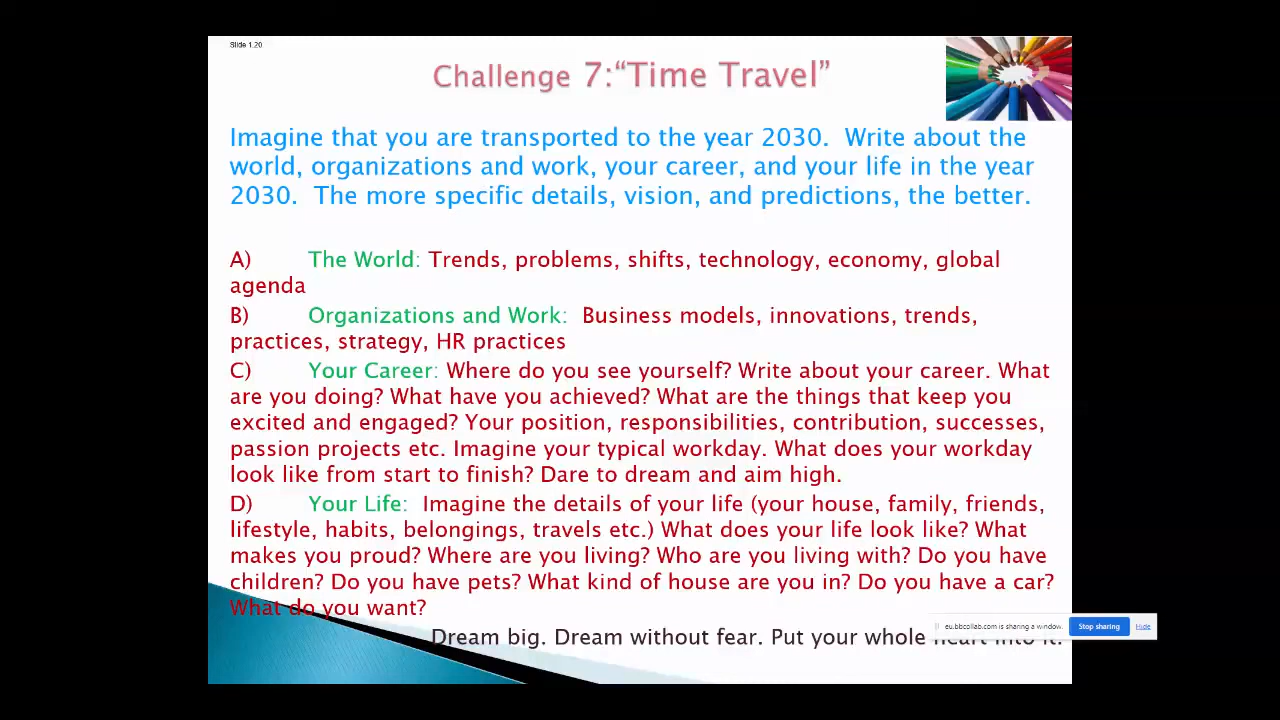 Slide 1.20
Challenge 7:“Time Travel”
Imagine that you are transported to the year 2030.  Write about the
world, organizations and work, your career, and your life in the year
2030.  The more specific details, vision, and predictions, the better.
A) The World: Trends, problems, shifts, technology, economy, global
agenda
B) Organizations and Work:  Business models, innovations, trends,
practices, strategy, HR practices
C) Your Career: Where do you see yourself? Write about your career. What
are you doing? What have you achieved? What are the things that keep you
excited and engaged? Your position, responsibilities, contribution, successes,
passion projects etc. Imagine your typical workday. What does your workday
look like from start to finish? Dare to dream and aim high.
D) Your Life:  Imagine the details of your life (your house, family, friends,
lifestyle, habits, belongings, travels etc.) What does your life look like? What
makes you proud? Where are you living? Who are you living with? Do you have
children? Do you have pets? What kind of house are you in? Do you have a car?
What do you want?
Dream big. Dream without fear. Put your whole heart into it.
eu.bbcollab.com is sharing a window.
Stop sharing
Hide